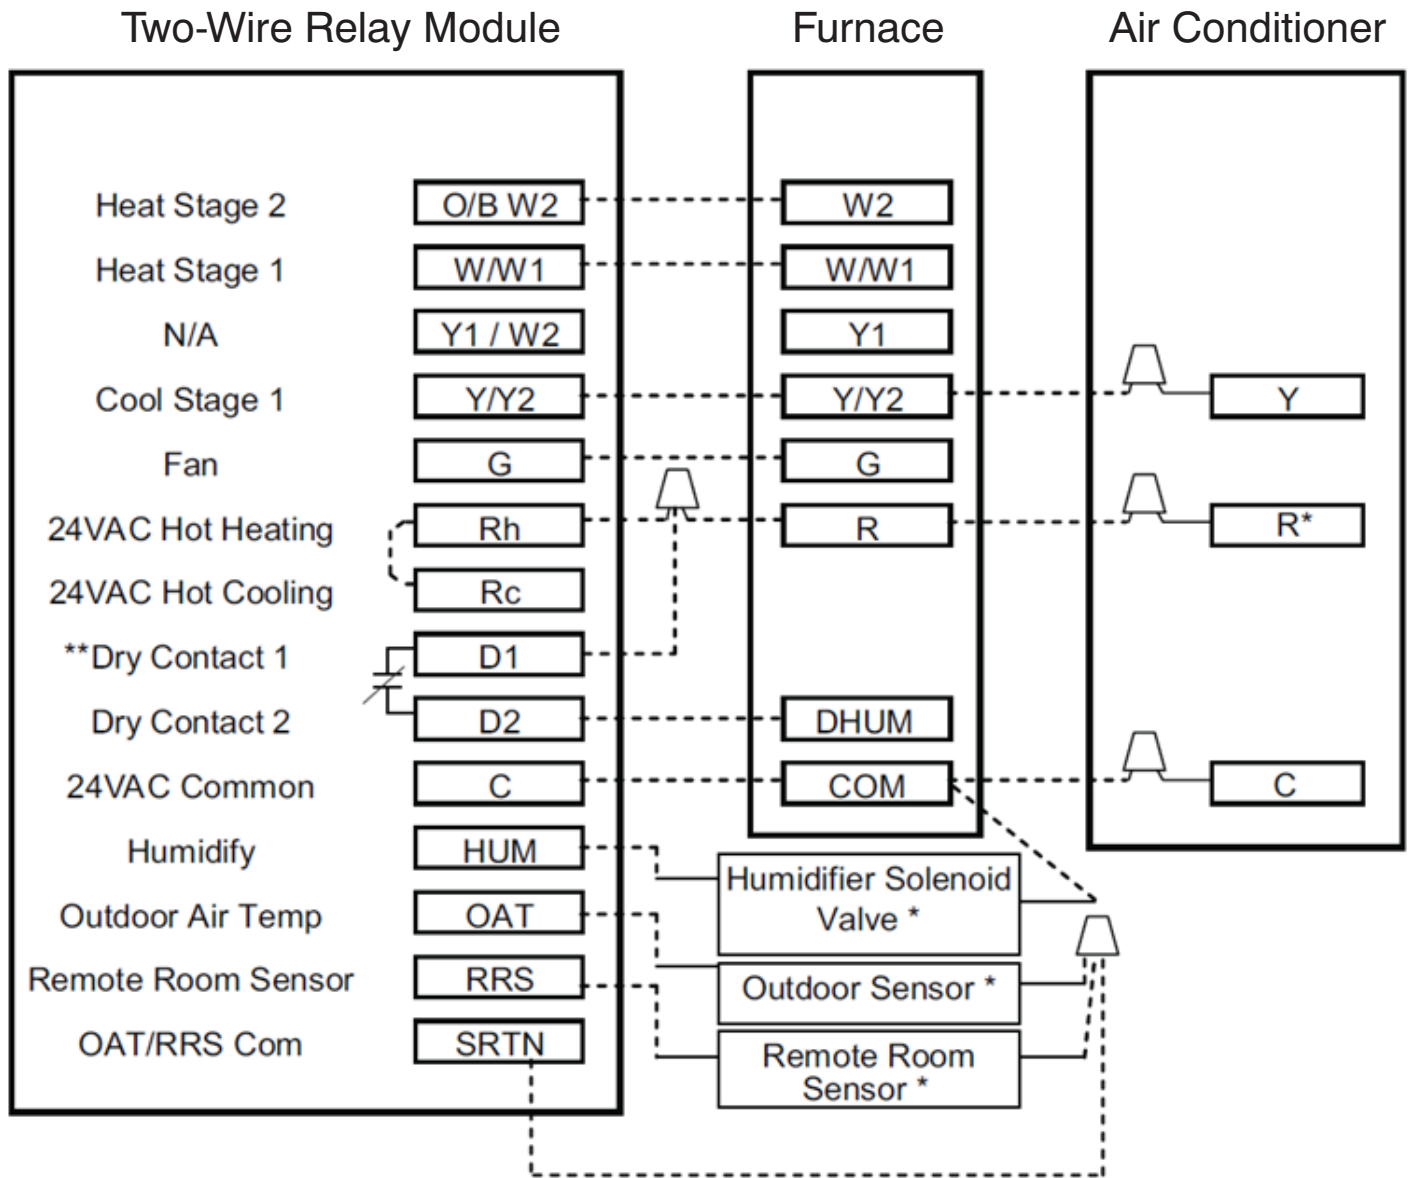 Two-Wire Relay Module
Furnace
Air Conditioner
Heat Stage 2
O/B W2
W2
Heat Stage 1
W/W1
W/W1
N/A
Y1 / W2
Y1
Cool Stage 1
Y/Y2
Y/Y2
Y
Fan
G
G
24VAC Hot Heating
Rh
R
R*
24VAC Hot Cooling
Rc
**Dry Contact 1
D1
Dry Contact 2
D2
DHUM
24VAC Common
C
COM
C
Humidify
HUM
Humidifier Solenoid
Valve *
Outdoor Air Temp
OAT
Outdoor Sensor *
Remote Room Sensor
RRS
Remote Room
Sensor *
OAT/RRS Com
SRTN